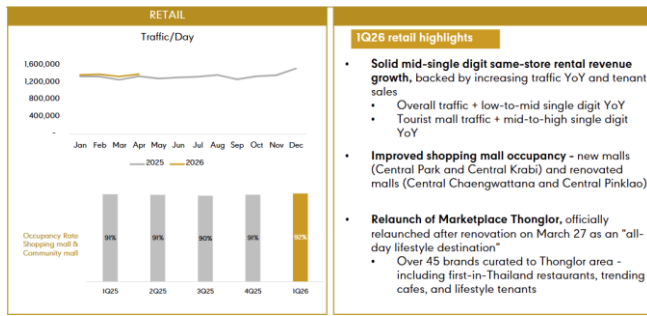 RETAIL
Traffic/Day
1,600,000
1,200,000
800,000
400,000
-
Jan Feb Mar Apr May Jun Jul Aug Sep Oct Nov Dec
2025 2026
Occupancy Rate
Shopping mall &
Community mall
91% 91% 90% 91% 92%
1Q25 2Q25 3Q25 4Q25 1Q26
1Q26 retail highlights
• Solid mid-single digit same-store rental revenue
growth, backed by increasing traffic YoY and tenant
sales
• Overall traffic + low-to-mid single digit YoY
• Tourist mall traffic + mid-to-high single digit
YoY
• Improved shopping mall occupancy - new malls
(Central Park and Central Krabi) and renovated
malls (Central Chaengwattana and Central Pinklao)
• Relaunch of Marketplace Thonglor, officially
relaunched after renovation on March 27 as an "all-
day lifestyle destination"
• Over 45 brands curated to Thonglor area -
including first-in-Thailand restaurants, trending
cafes, and lifestyle tenants